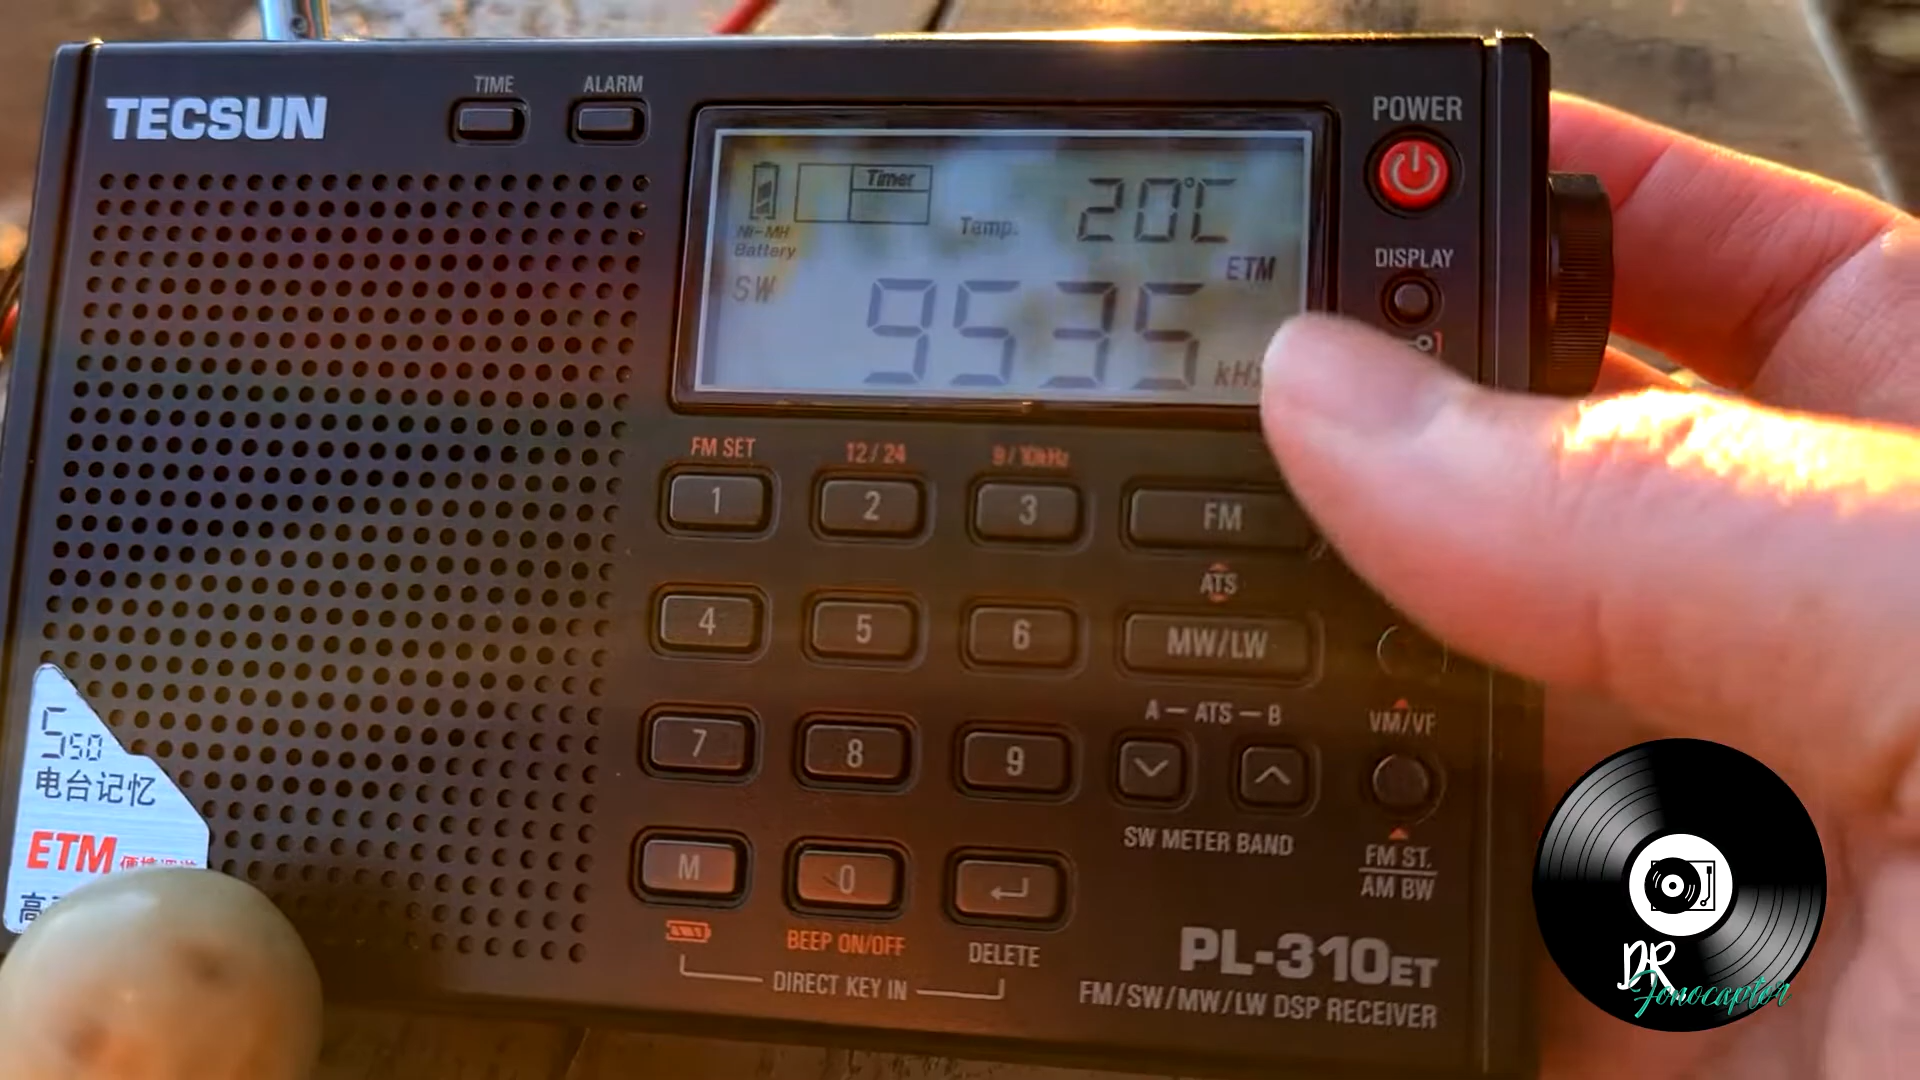 TIME ALARM
TECSUN
POWER
Timer
20°C
Temp.
Ni-MH
Battery
DISPLAY
ETM
SW
9535
kHz
FM SET 12/24 9/10kHz
1 2 3 FM
ATS
4 5 6 MW/LW
A — ATS — B
VM/VF
7 8 9
SW METER BAND
FM ST.
AM BW
M 0
BEEP ON/OFF DELETE
DIRECT KEY IN
PL-310ET
FM/SW/MW/LW DSP RECEIVER
550
电台记忆
ETM
DR
Fonocaptor